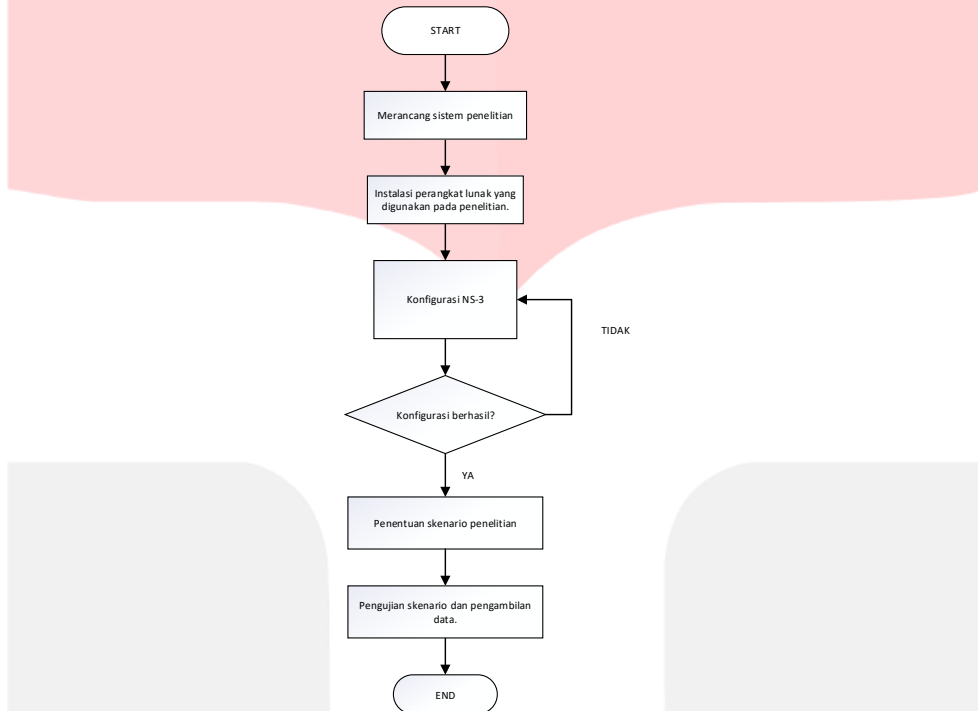 START
Merancang sistem penelitian
Instalasi perangkat lunak yang
digunakan pada penelitian.
Konfigurasi NS-3
TIDAK
Konfigurasi berhasil?
YA
Penentuan skenario penelitian
Pengujian skenario dan pengambilan
data.
END